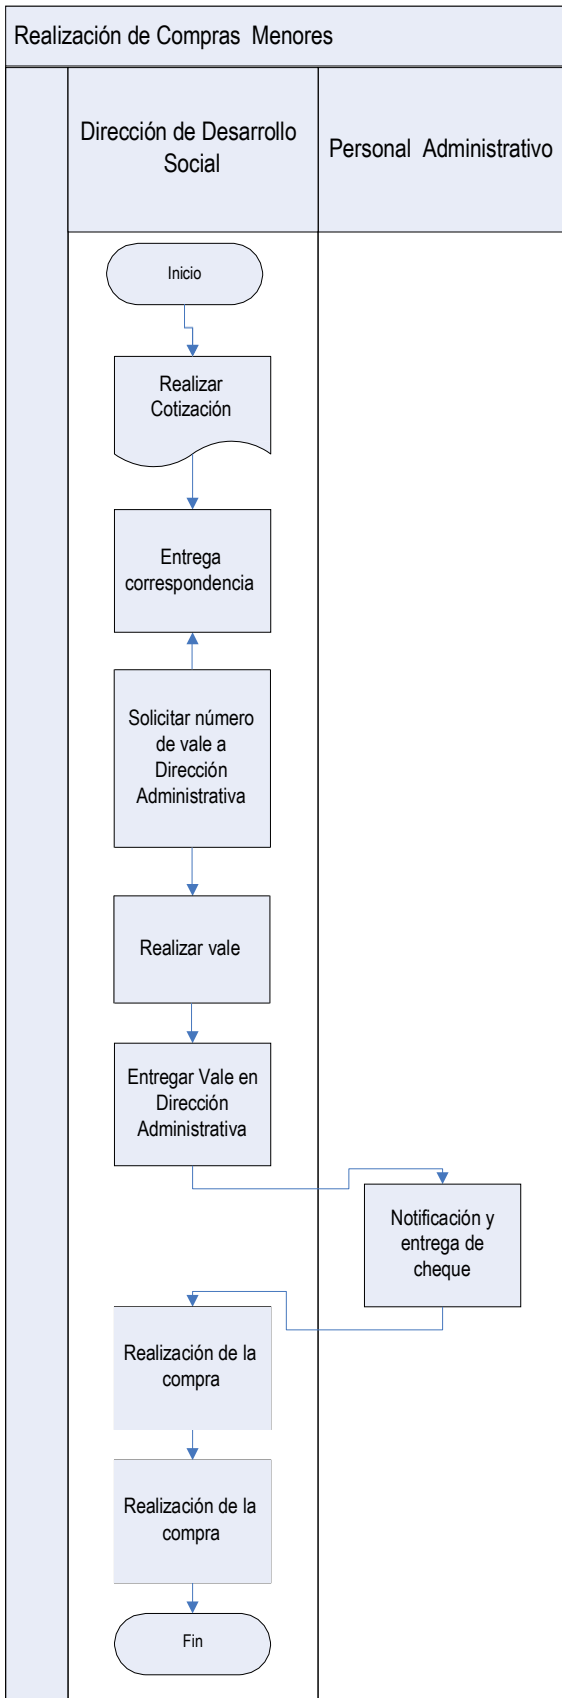 Realización de Compras Menores
Dirección de Desarrollo
Social
Personal Administrativo
Inicio
Realizar
Cotización
Entrega
correspondencia
Solicitar número
de vale a
Dirección
Administrativa
Realizar vale
Entregar Vale en
Dirección
Administrativa
Notificación y
entrega de
cheque
Realización de la
compra
Realización de la
compra
Fin